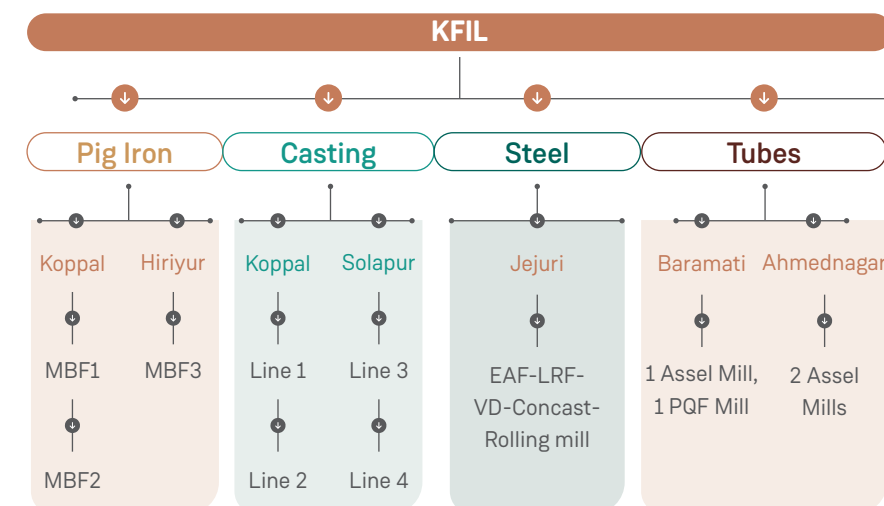 KFIL
Pig Iron
Casting
Steel
Tubes
Koppal
Hiriyur
Koppal
Solapur
Jejuri
Baramati
Ahmednagar
MBF1
MBF3
Line 1
Line 3
EAF-LRF-
VD-Concast-
Rolling mill
1 Assel Mill,
1 PQF Mill
2 Assel
Mills
MBF2
Line 2
Line 4